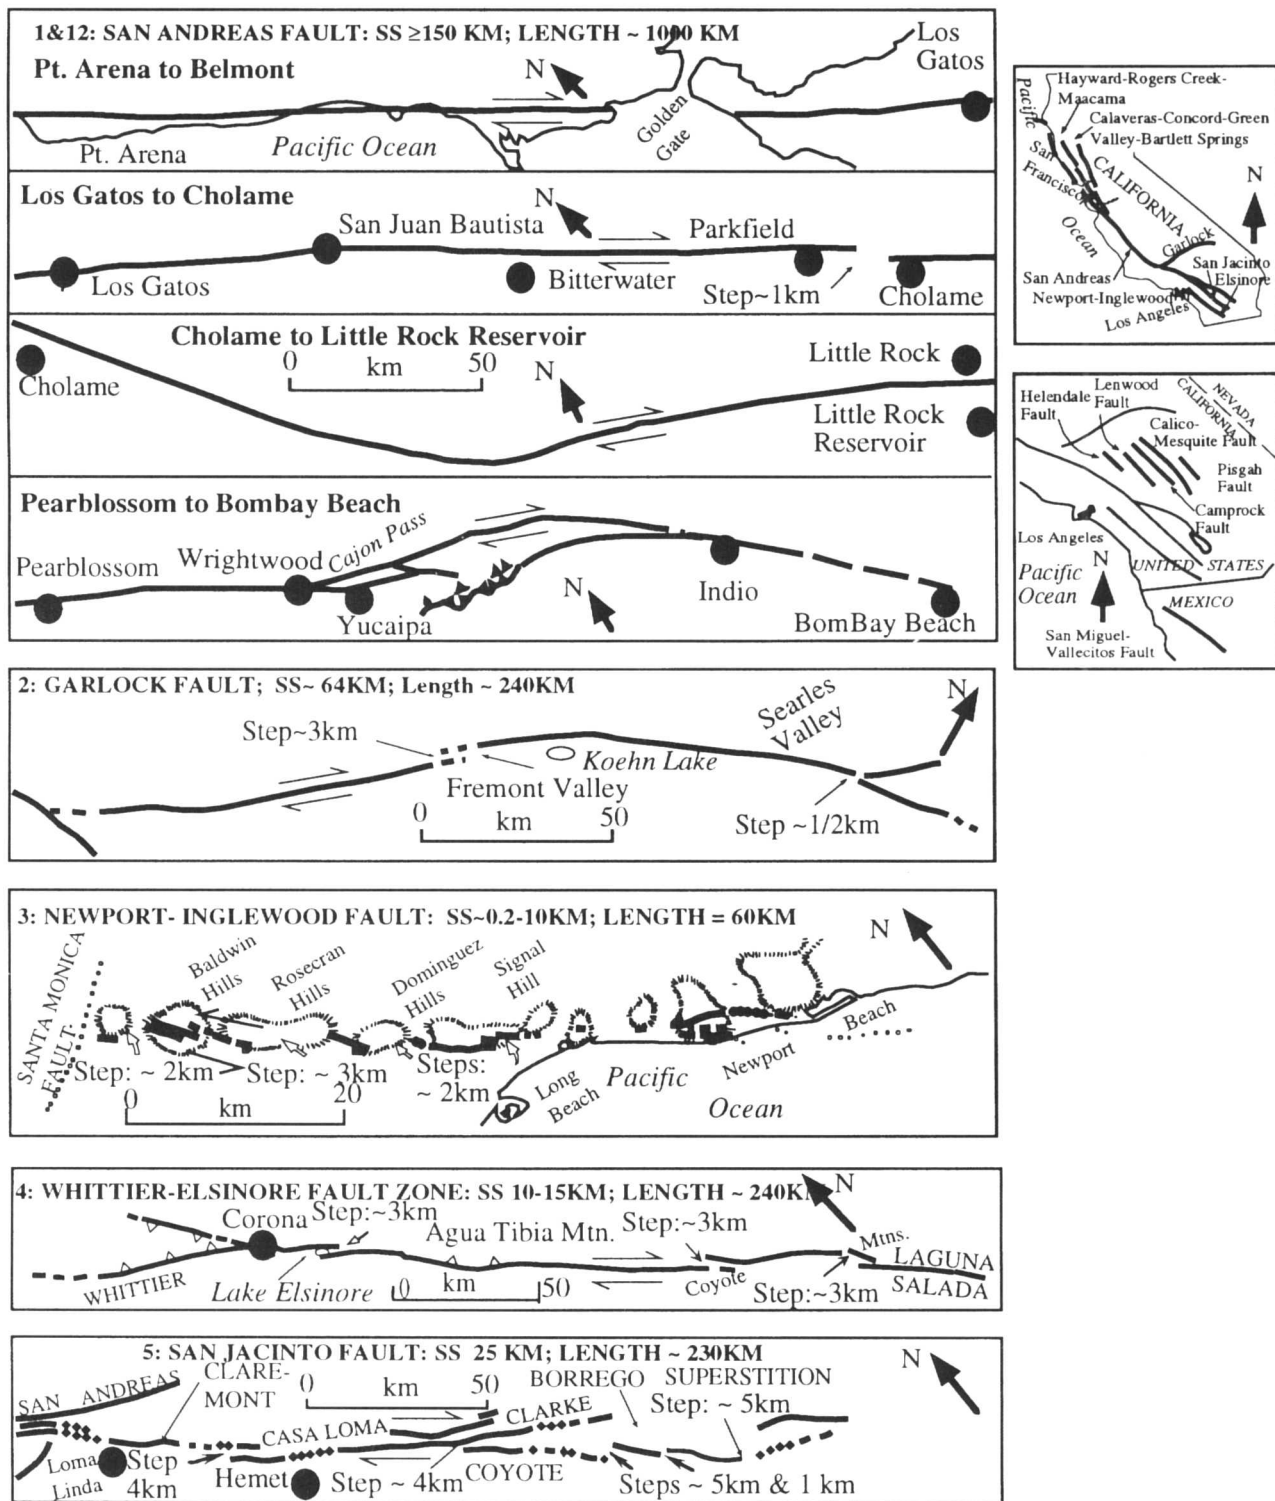 1&12: SAN ANDREAS FAULT: SS ≥150 KM; LENGTH ~ 1000 KM
Pt. Arena to Belmont
N
Los
Gatos
Pt. Arena
Pacific Ocean
Golden
Gate
Los Gatos to Cholame
N
San Juan Bautista
Parkfield
Los Gatos
Bitterwater
Step~1km
Cholame
Cholame to Little Rock Reservoir
0
50
km
N
Cholame
Little Rock
Little Rock
Reservoir
Pearblossom to Bombay Beach
Pearblossom
Wrightwood
Cajon Pass
Yucaipa
N
Indio
BomBay Beach
2: GARLOCK FAULT; SS~ 64KM; Length ~ 240KM
Step~3km
Searles
Valley
N
Koehn Lake
Fremont Valley
0
km
50
Step ~1/2km
3: NEWPORT- INGLEWOOD FAULT: SS~0.2-10KM; LENGTH = 60KM
N
SANTA MONICA
FAULT
Baldwin
Hills
Rosecran
Hills
Dominguez
Hills
Signal
Hill
Step: ~ 2km
Step: ~ 3km
Steps:
~ 2km
0
km
20
Long
Beach
Pacific
Ocean
Newport
Beach
4: WHITTIER-ELSINORE FAULT ZONE: SS 10-15KM; LENGTH ~ 240KM
N
Corona
Step:~3km
Agua Tibia Mtn.
Step:~3km
Mtns.
LAGUNA
SALADA
WHITTIER
Lake Elsinore
0
km
50
Coyote
Step:~3km
5: SAN JACINTO FAULT: SS 25 KM; LENGTH ~ 230KM
N
SAN ANDREAS
CLARE-
MONT
0
km
50
BORREGO
SUPERSTITION
Step: ~ 5km
CASA LOMA
CLARKE
Loma
Linda
Step
4km
Hemet
Step ~ 4km
COYOTE
Steps ~ 5km & 1 km
Hayward-Rogers Creek-
Maacama
Calaveras-Concord-Green
Valley-Bartlett Springs
Pacific
Ocean
San
Francisco
CALIFORNIA
N
Garlock
San Jacinto
Elsinore
San Andreas
Newport-Inglewood
Los Angeles
Helendale
Fault
Lenwood
Fault
NEVADA
CALIFORNIA
Calico-
Mesquite Fault
Pisgah
Fault
Camprock
Fault
Los Angeles
N
Pacific
Ocean
UNITED STATES
MEXICO
San Miguel-
Vallecitos Fault